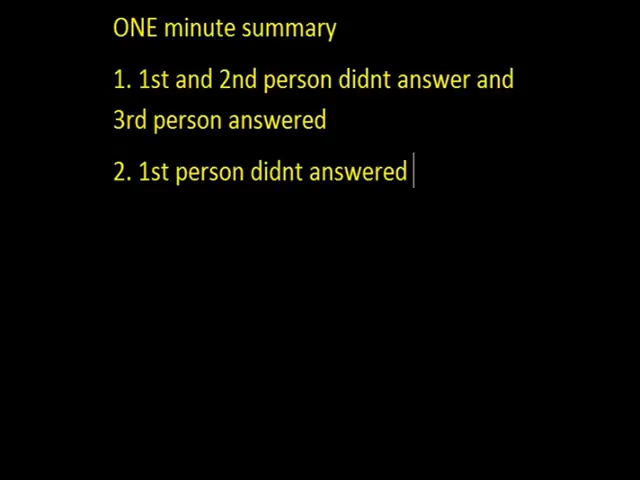 ONE minute summary
1. 1st and 2nd person didnt answer and
3rd person answered
2. 1st person didnt answered